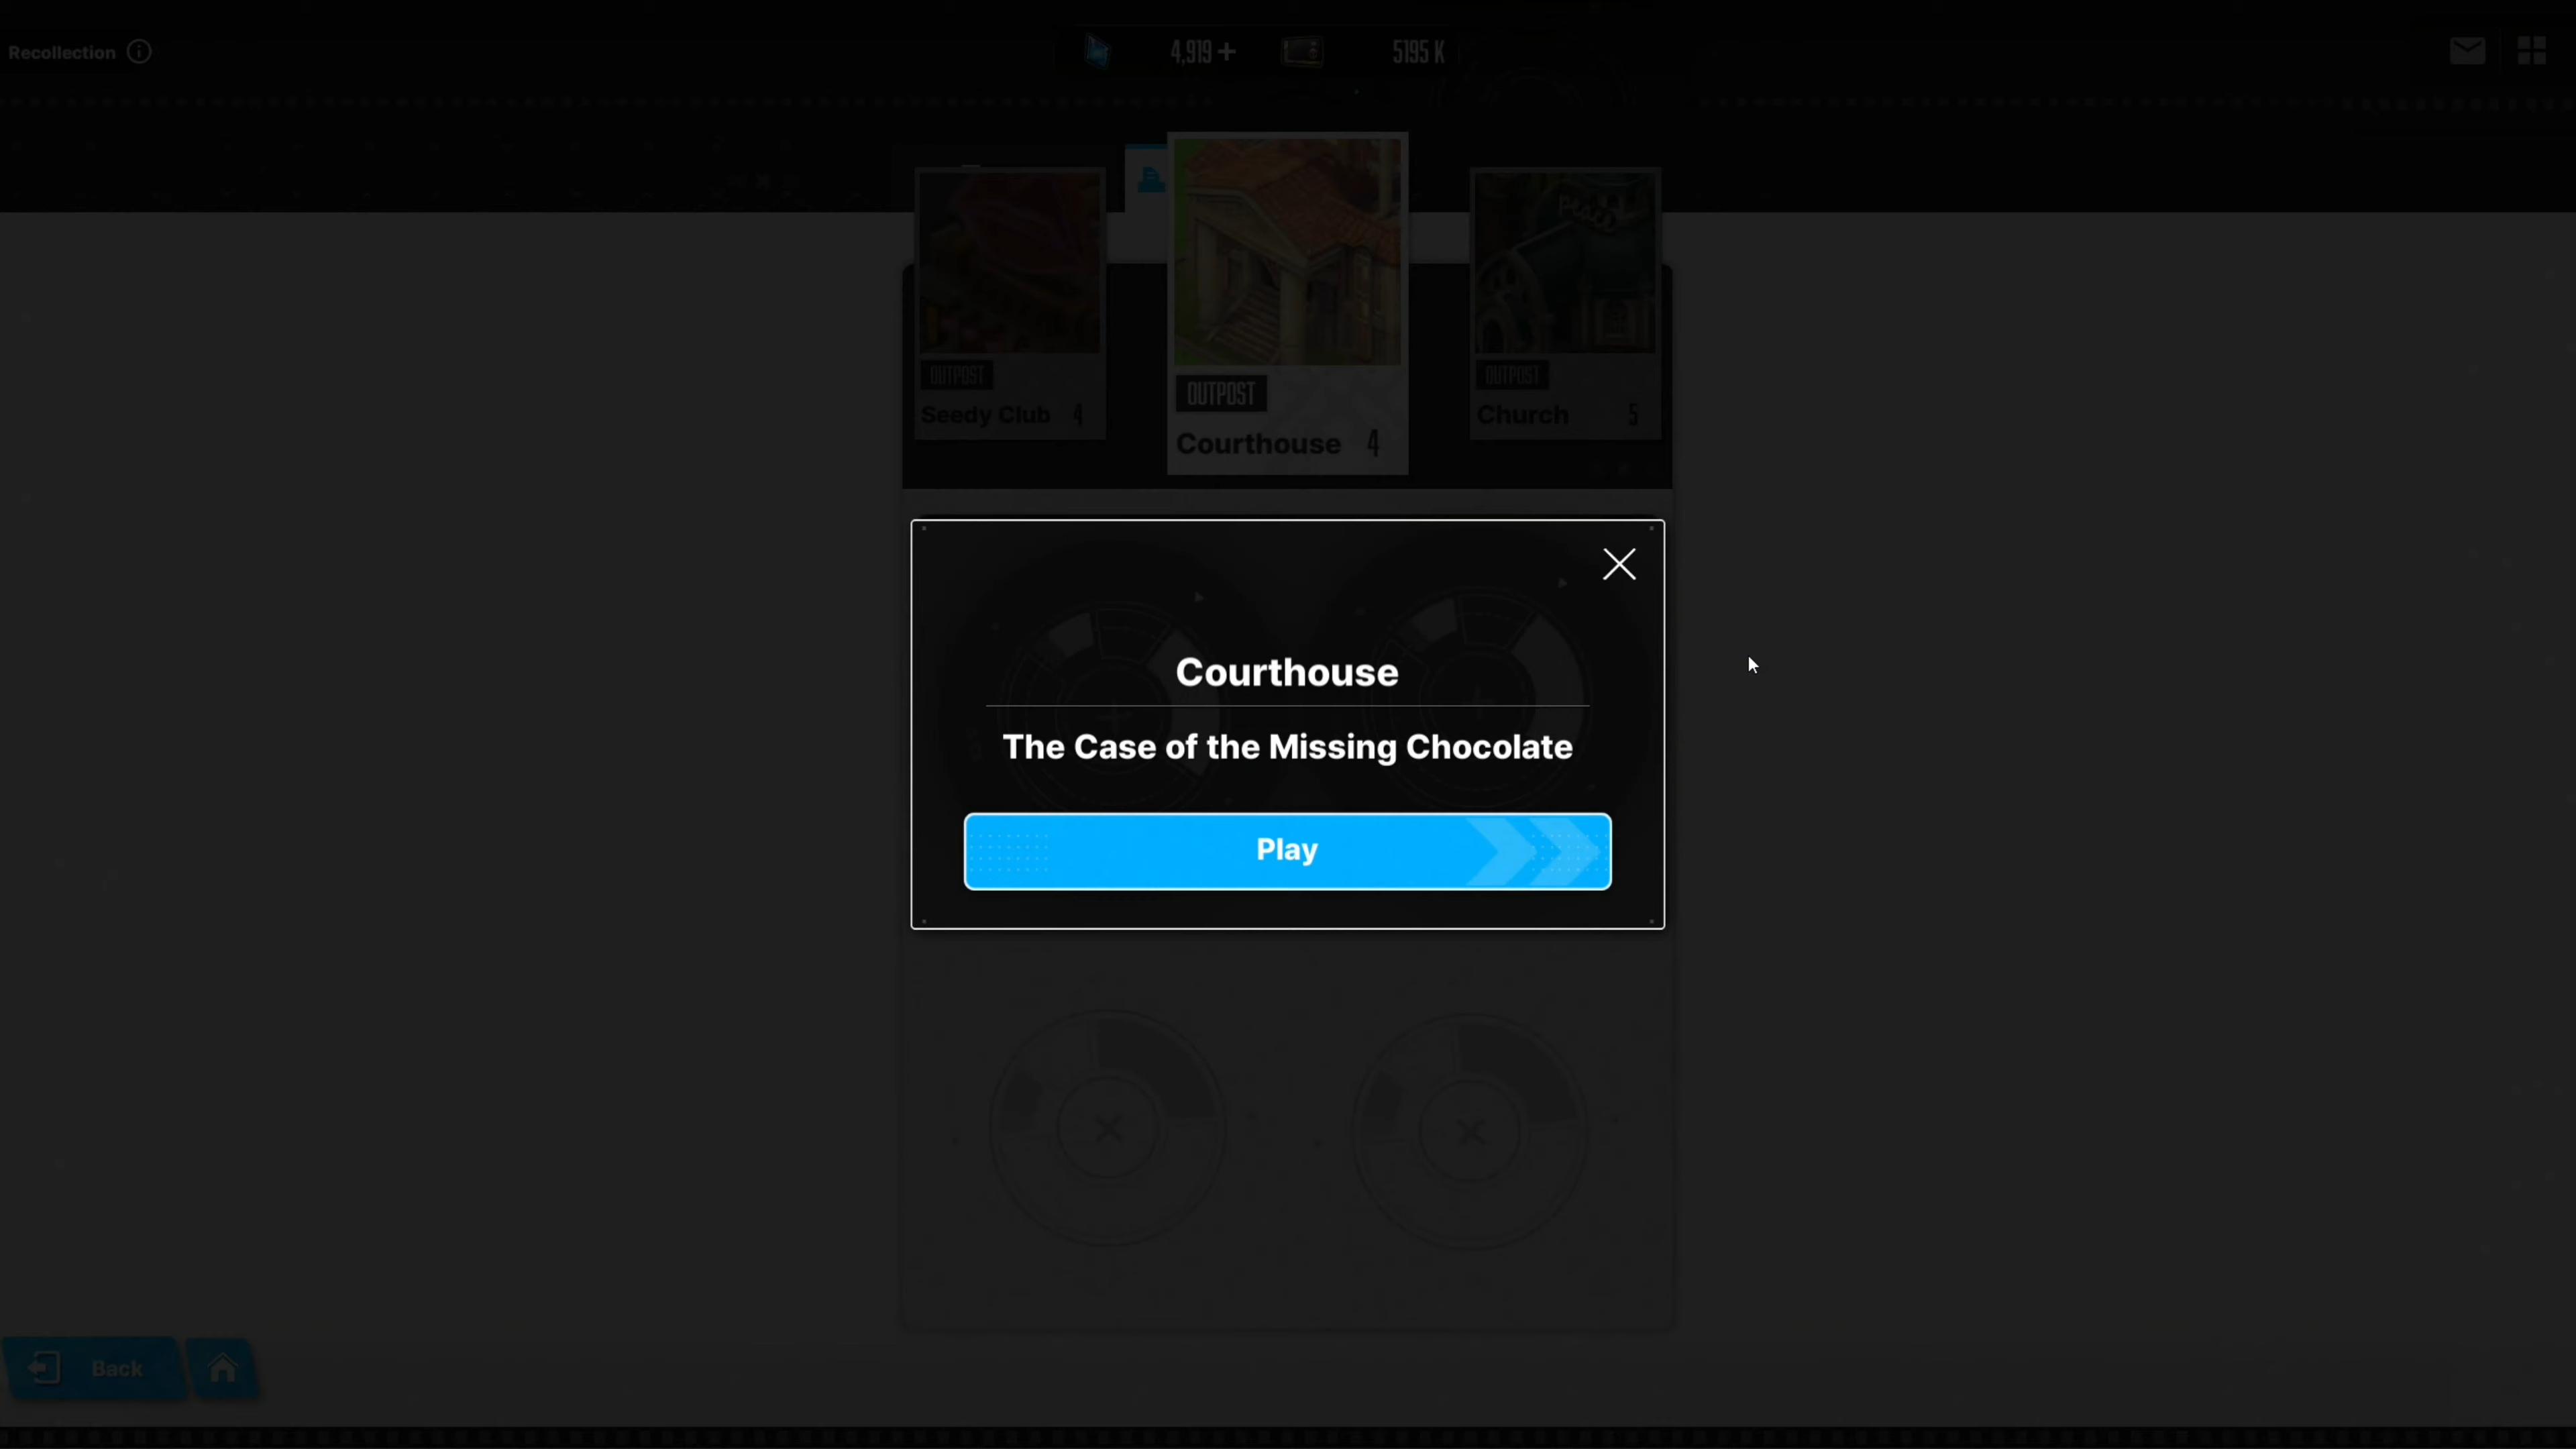 Recollection
4,919 +
5195 K
OUTPOST
Seedy Club 4
OUTPOST
Courthouse 4
peace
OUTPOST
Church 5
Courthouse
The Case of the Missing Chocolate
Play
Back